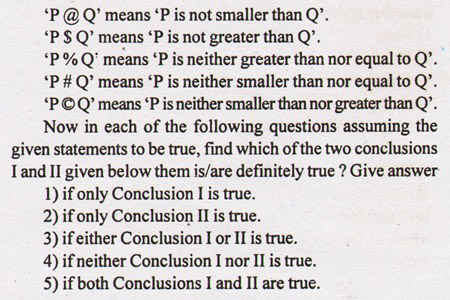 ‘P @ Q’ means ‘P is not smaller than Q’.
‘P $ Q’ means ‘P is not greater than Q’.
‘P % Q’ means ‘P is neither greater than nor equal to Q’.
‘P # Q’ means ‘P is neither smaller than nor equal to Q’.
‘P © Q’ means ‘P is neither smaller than nor greater than Q’.
Now in each of the following questions assuming the
given statements to be true, find which of the two conclusions
I and II given below them is/are definitely true ? Give answer
1) if only Conclusion I is true.
2) if only Conclusion II is true.
3) if either Conclusion I or II is true.
4) if neither Conclusion I nor II is true.
5) if both Conclusions I and II are true.